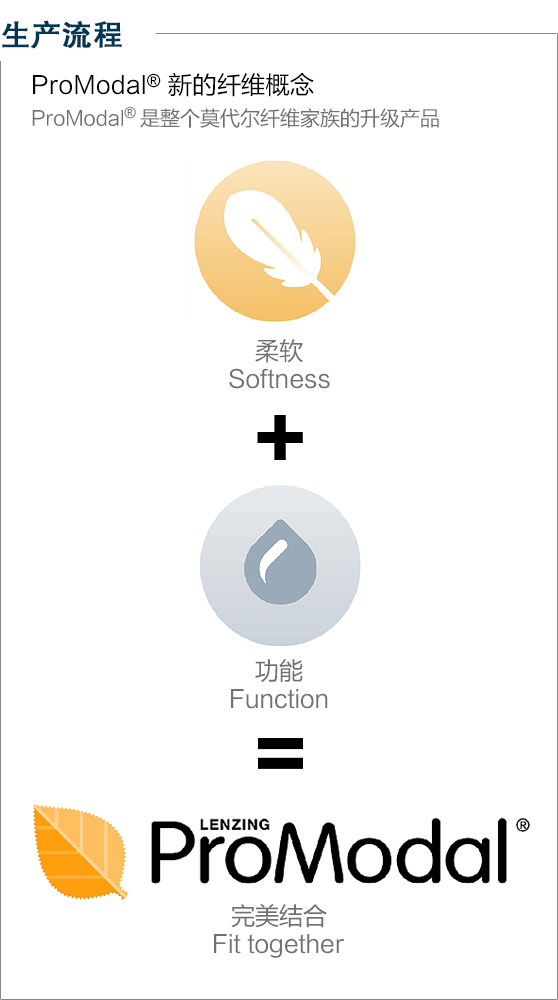 生产流程
ProModal® 新的纤维概念
ProModal® 是整个莫代尔纤维家族的升级产品
柔软
Softness
+
功能
Function
=
LENZING
ProModal®
完美结合
Fit together